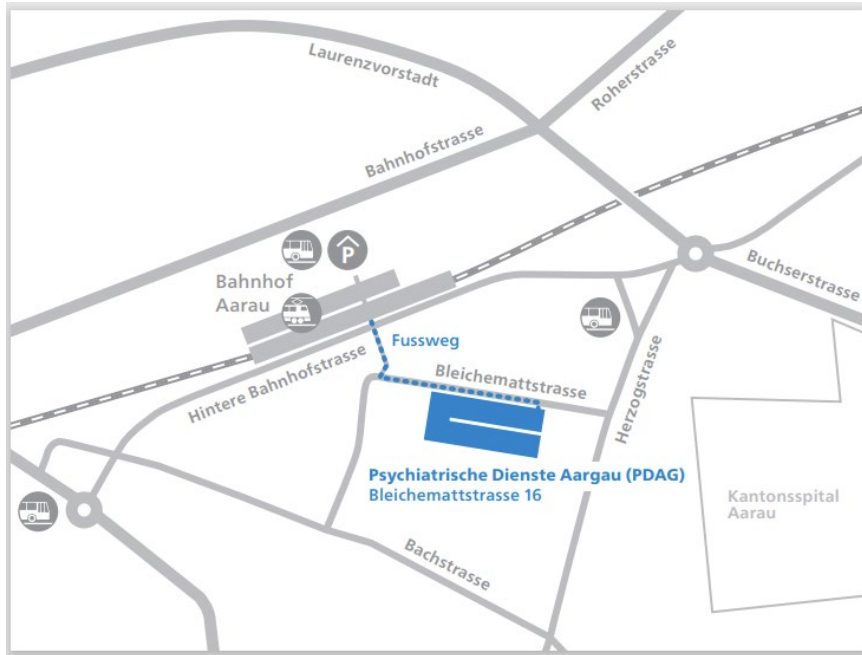 Laurenzvorstadt
Roherstrasse
Bahnhofstrasse
P
Bahnhof
Aarau
Buchserstrasse
Fussweg
Hintere Bahnhofstrasse
Bleichemattstrasse
Herzogstrasse
Psychiatrische Dienste Aargau (PDAG)
Bleichemattstrasse 16
Kantonsspital
Aarau
Bachstrasse